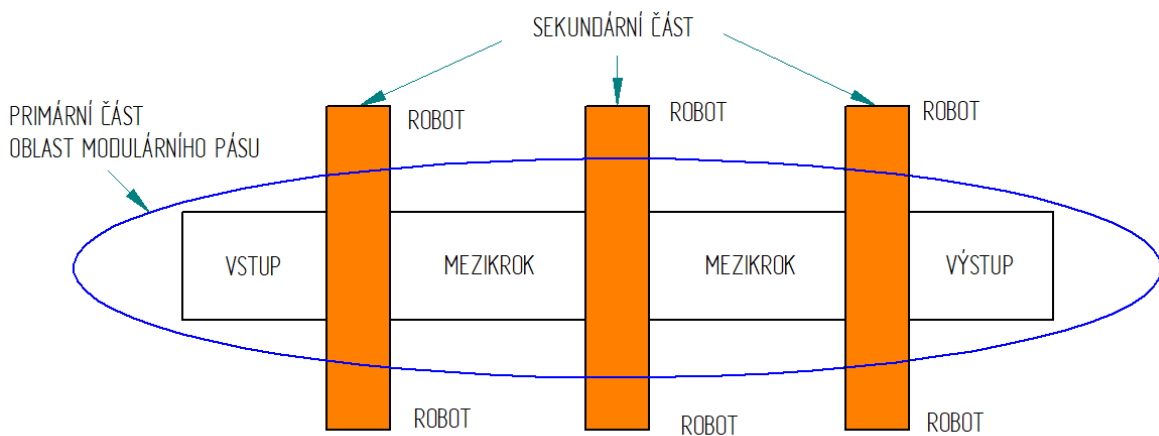 SEKUNDÁRNÍ ČÁST
PRIMÁRNÍ ČÁST
OBLAST MODULÁRNÍHO PÁSU
ROBOT
ROBOT
ROBOT
VSTUP
MEZIKROK
MEZIKROK
VÝSTUP
ROBOT
ROBOT
ROBOT